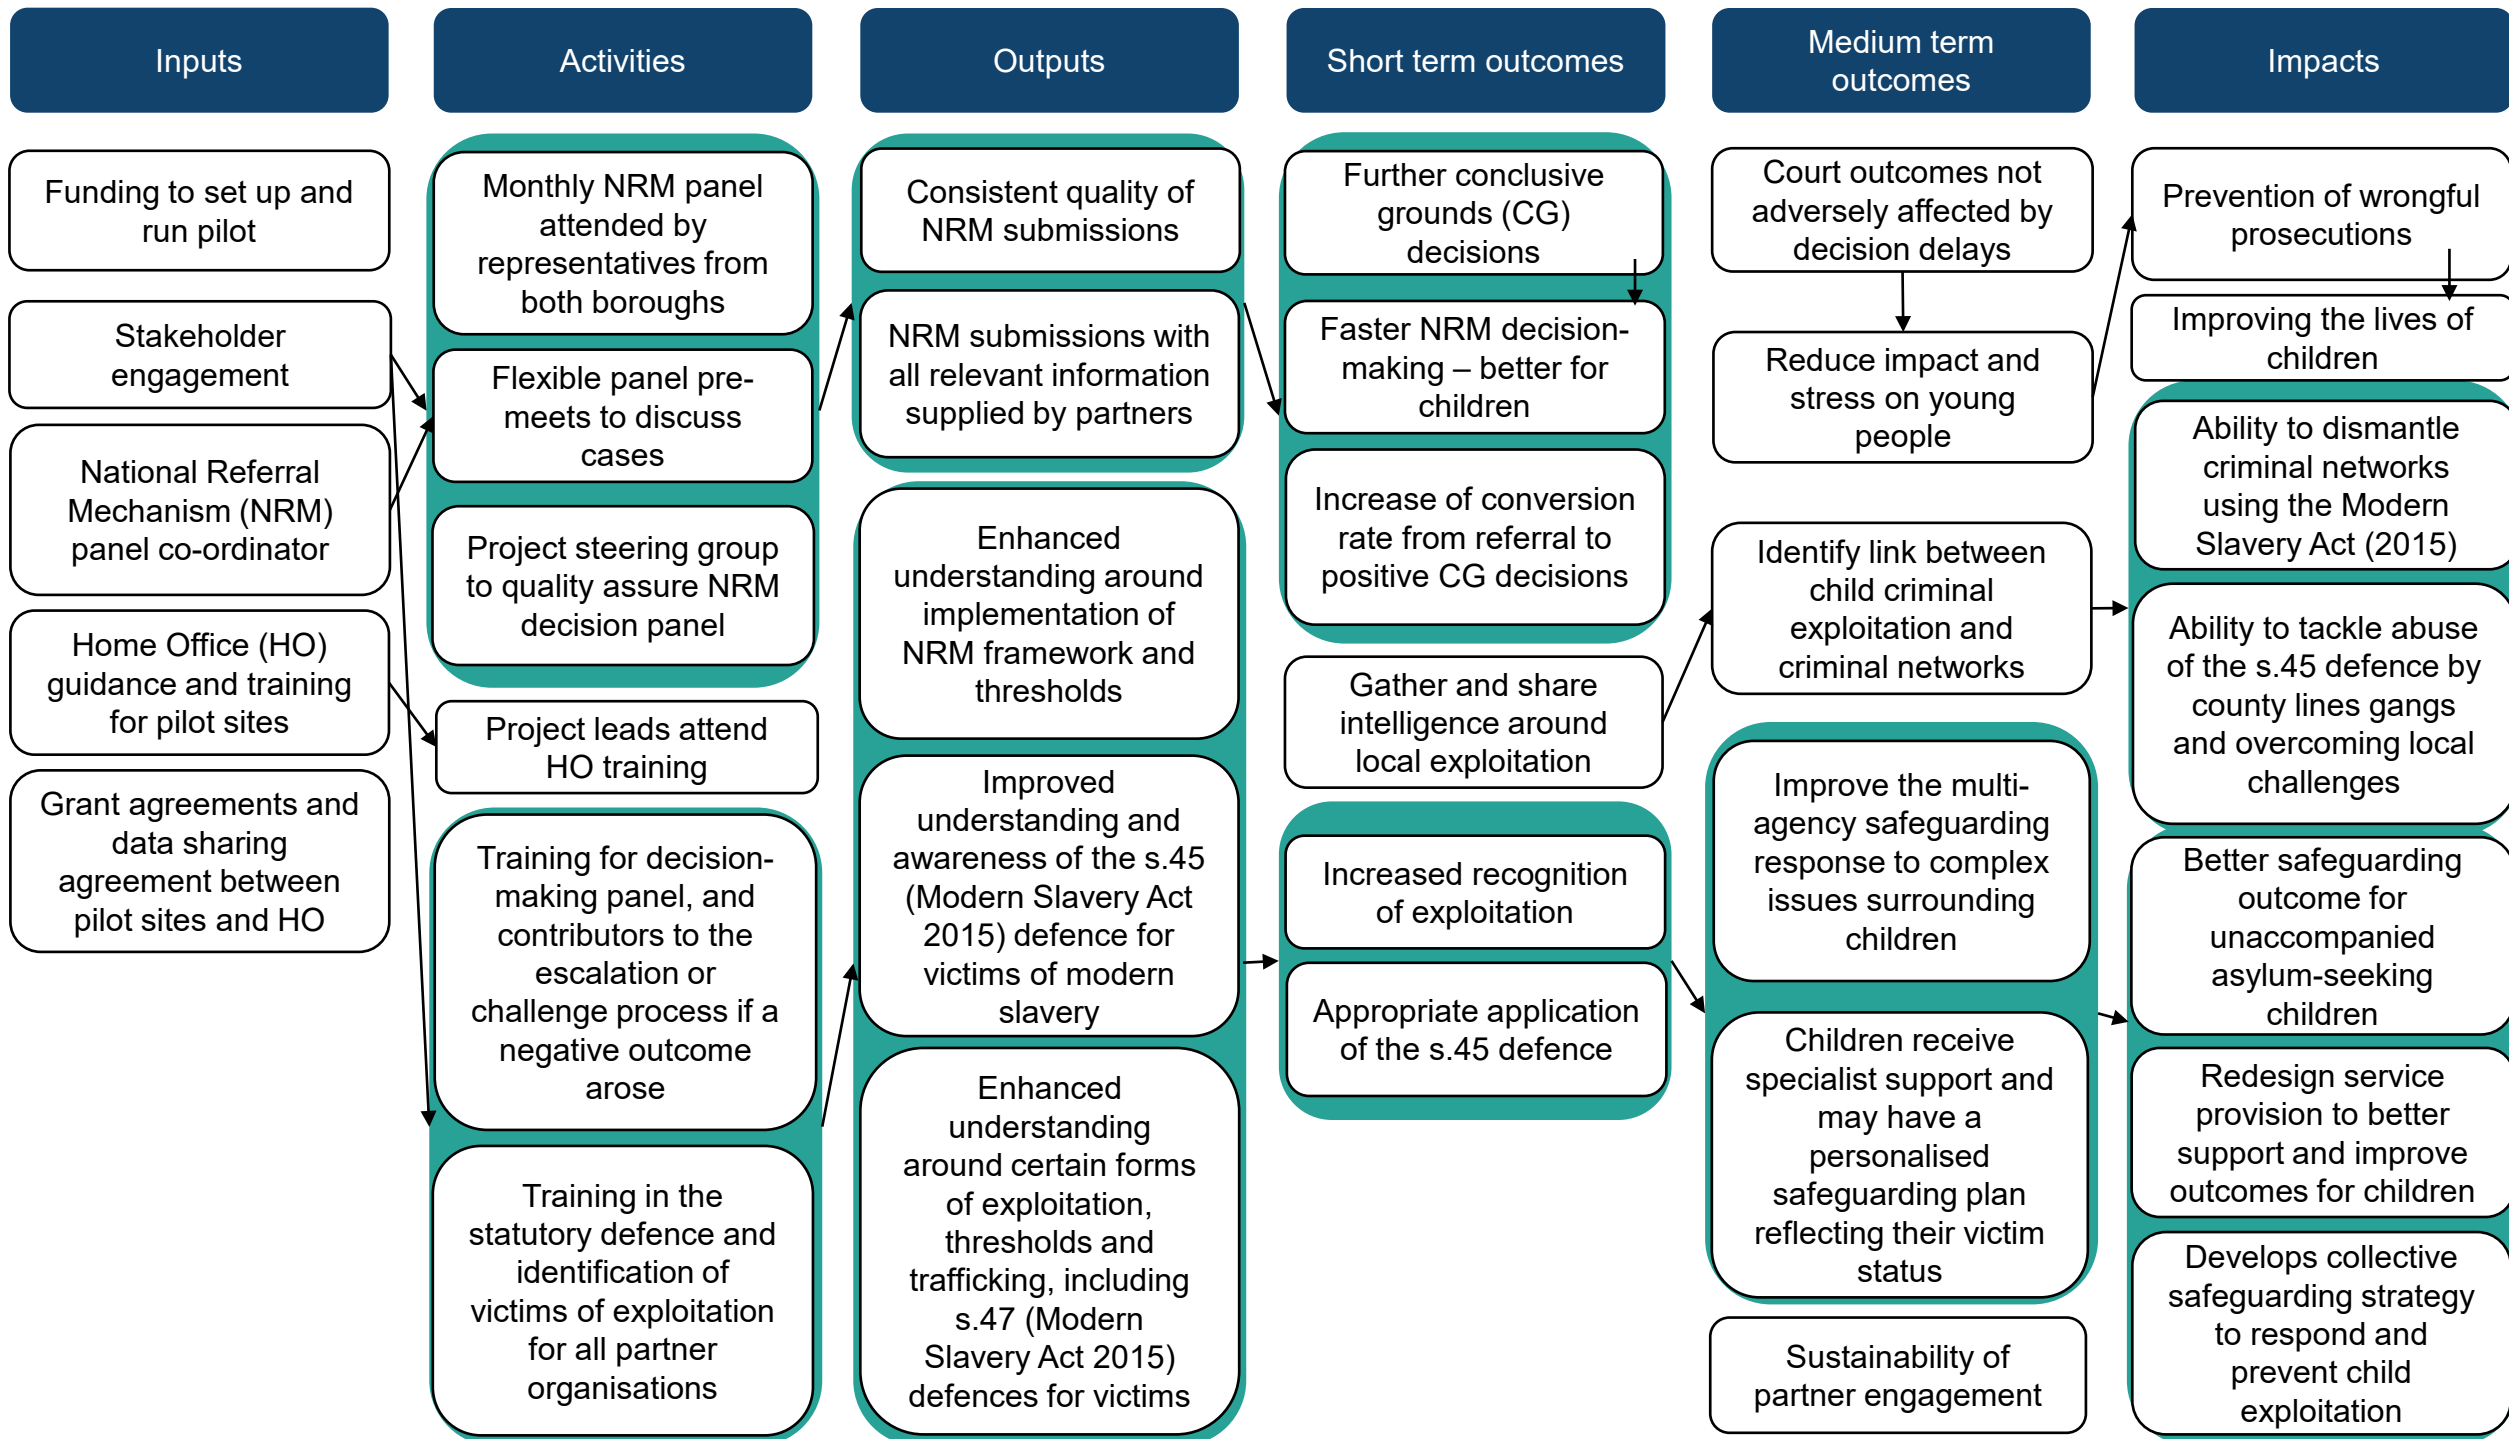 Inputs
Activities
Outputs
Short term outcomes
Medium term
outcomes
Impacts
Funding to set up and
run pilot
Stakeholder
engagement
National Referral
Mechanism (NRM)
panel co-ordinator
Home Office (HO)
guidance and training
for pilot sites
Grant agreements and
data sharing
agreement between
pilot sites and HO
Monthly NRM panel
attended by
representatives from
both boroughs
Flexible panel pre-
meets to discuss
cases
Project steering group
to quality assure NRM
decision panel
Project leads attend
HO training
Training for decision-
making panel, and
contributors to the
escalation or
challenge process if a
negative outcome
arose
Training in the
statutory defence and
identification of
victims of exploitation
for all partner
organisations
Consistent quality of
NRM submissions
NRM submissions with
all relevant information
supplied by partners
Enhanced
understanding around
implementation of
NRM framework and
thresholds
Improved
understanding and
awareness of the s.45
(Modern Slavery Act
2015) defence for
victims of modern
slavery
Enhanced
understanding
around certain forms
of exploitation,
thresholds and
trafficking, including
s.47 (Modern
Slavery Act 2015)
defences for victims
Further conclusive
grounds (CG)
decisions
Faster NRM decision-
making – better for
children
Increase of conversion
rate from referral to
positive CG decisions
Gather and share
intelligence around
local exploitation
Increased recognition
of exploitation
Appropriate application
of the s.45 defence
Court outcomes not
adversely affected by
decision delays
Reduce impact and
stress on young
people
Identify link between
child criminal
exploitation and
criminal networks
Improve the multi-
agency safeguarding
response to complex
issues surrounding
children
Children receive
specialist support and
may have a
personalised
safeguarding plan
reflecting their victim
status
Sustainability of
partner engagement
Prevention of wrongful
prosecutions
Improving the lives of
children
Ability to dismantle
criminal networks
using the Modern
Slavery Act (2015)
Ability to tackle abuse
of the s.45 defence by
county lines gangs
and overcoming local
challenges
Better safeguarding
outcome for
unaccompanied
asylum-seeking
children
Redesign service
provision to better
support and improve
outcomes for children
Develops collective
safeguarding strategy
to respond and
prevent child
exploitation